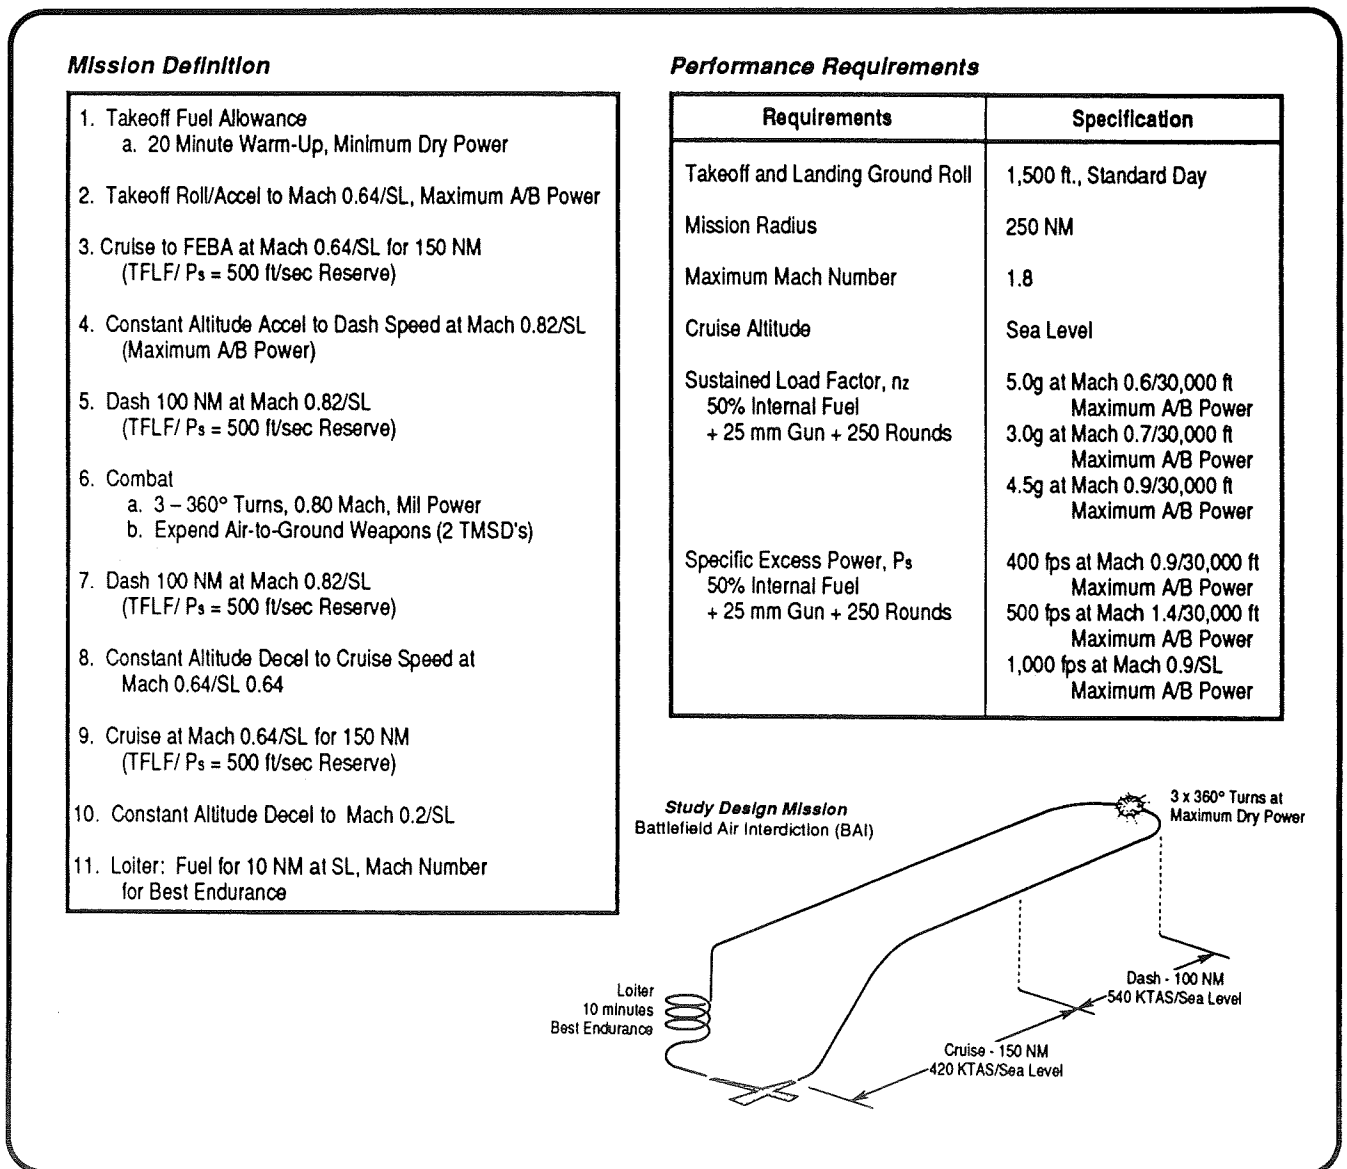 Mission Definition
1. Takeoff Fuel Allowance
a. 20 Minute Warm-Up, Minimum Dry Power
2. Takeoff Roll/Accel to Mach 0.64/SL, Maximum A/B Power
3. Cruise to FEBA at Mach 0.64/SL for 150 NM
(TFLF/ Ps = 500 ft/sec Reserve)
4. Constant Altitude Accel to Dash Speed at Mach 0.82/SL
(Maximum A/B Power)
5. Dash 100 NM at Mach 0.82/SL
(TFLF/ Ps = 500 ft/sec Reserve)
6. Combat
a. 3 – 360° Turns, 0.80 Mach, Mil Power
b. Expend Air-to-Ground Weapons (2 TMSD's)
7. Dash 100 NM at Mach 0.82/SL
(TFLF/ Ps = 500 ft/sec Reserve)
8. Constant Altitude Decel to Cruise Speed at
Mach 0.64/SL 0.64
9. Cruise at Mach 0.64/SL for 150 NM
(TFLF/ Ps = 500 ft/sec Reserve)
10. Constant Altitude Decel to Mach 0.2/SL
11. Loiter: Fuel for 10 NM at SL, Mach Number
for Best Endurance
Performance Requirements
Requirements Specification
Takeoff and Landing Ground Roll 1,500 ft., Standard Day
Mission Radius 250 NM
Maximum Mach Number 1.8
Cruise Altitude Sea Level
Sustained Load Factor, nz 5.0g at Mach 0.6/30,000 ft
50% Internal Fuel Maximum A/B Power
+ 25 mm Gun + 250 Rounds 3.0g at Mach 0.7/30,000 ft
Maximum A/B Power
4.5g at Mach 0.9/30,000 ft
Maximum A/B Power
Specific Excess Power, Ps 400 fps at Mach 0.9/30,000 ft
50% Internal Fuel Maximum A/B Power
+ 25 mm Gun + 250 Rounds 500 fps at Mach 1.4/30,000 ft
Maximum A/B Power
1,000 fps at Mach 0.9/SL
Maximum A/B Power
Study Design Mission
Battlefield Air Interdiction (BAI)
3 x 360° Turns at
Maximum Dry Power
Loiter
10 minutes
Best Endurance
Dash - 100 NM
540 KTAS/Sea Level
Cruise - 150 NM
420 KTAS/Sea Level